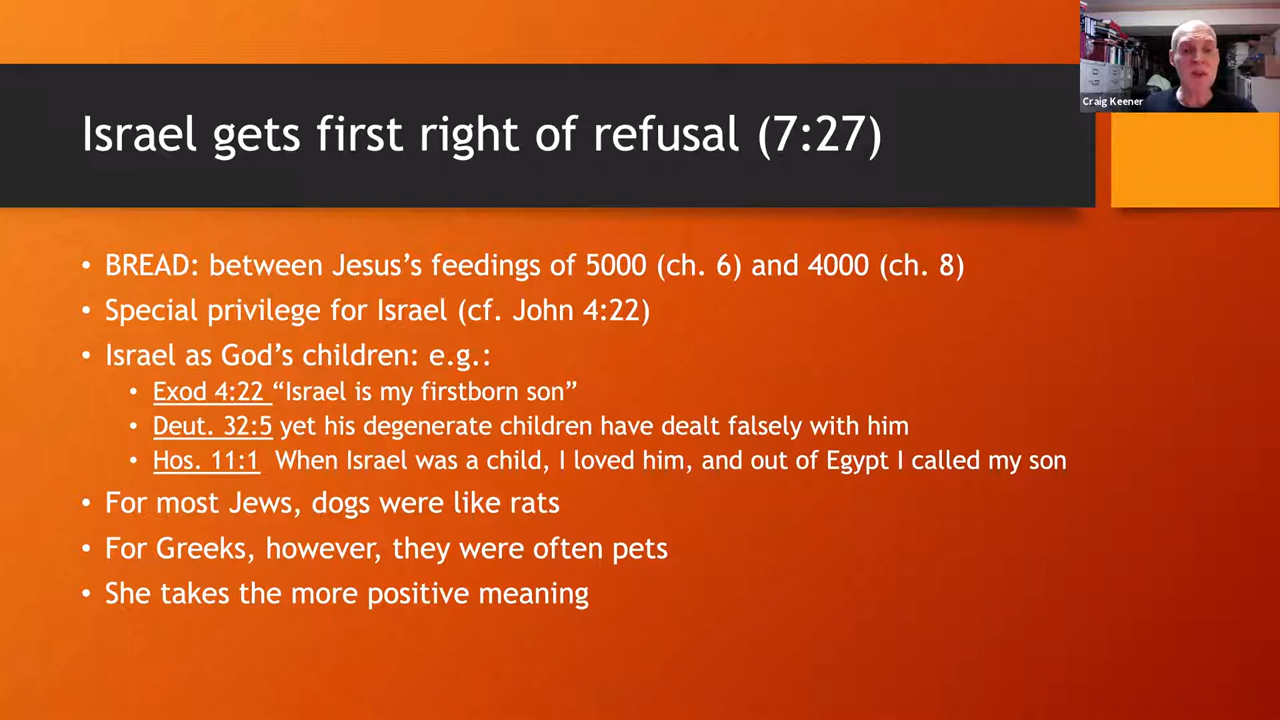 Craig Keener
Israel gets first right of refusal (7:27)
• BREAD: between Jesus’s feedings of 5000 (ch. 6) and 4000 (ch. 8)
• Special privilege for Israel (cf. John 4:22)
• Israel as God’s children: e.g.:
• Exod 4:22 “Israel is my firstborn son”
• Deut. 32:5 yet his degenerate children have dealt falsely with him
• Hos. 11:1 When Israel was a child, I loved him, and out of Egypt I called my son
• For most Jews, dogs were like rats
• For Greeks, however, they were often pets
• She takes the more positive meaning